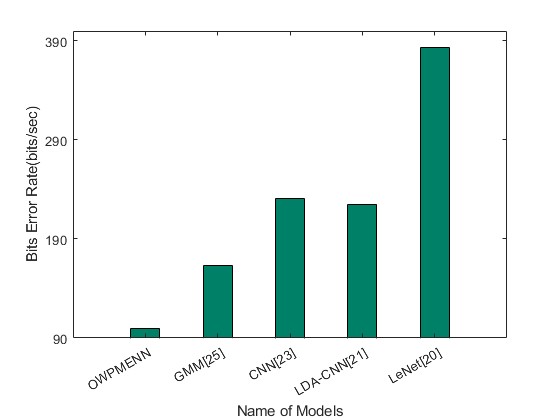 390
290
190
90
Bits Error Rate(bits/sec)
OWPMENN
GMM[25]
CNN[23]
LDA-CNN[21]
LeNet[20]
Name of Models